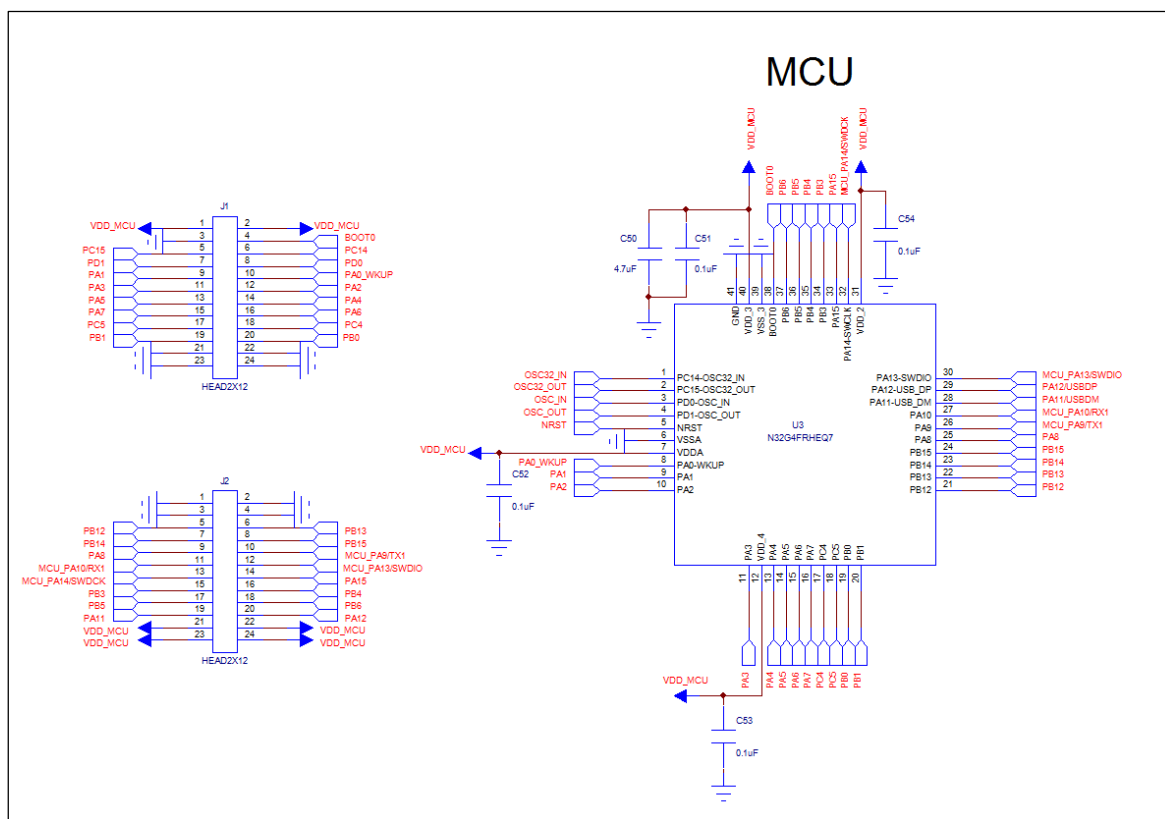 MCU
J1
VDD_MCU 1 2 VDD_MCU
3 4 BOOT0
PC15 5 6 PC14
PD1 7 8 PD0
PA1 9 10 PA0_WKUP
PA3 11 12 PA2
PA5 13 14 PA4
PA7 15 16 PA6
PC5 17 18 PC4
PB1 19 20 PB0
21 22
23 24
HEAD2X12
J2
1 2
3 4
PB12 5 6 PB13
PB14 7 8 PB15
PA8 9 10 MCU_PA9/TX1
MCU_PA10/RX1 11 12 MCU_PA13/SWDIO
MCU_PA14/SWDCK 13 14 PA15
PB3 15 16 PB4
PB5 17 18 PB6
PA11 19 20 PA12
VDD_MCU 21 22 VDD_MCU
VDD_MCU 23 24 VDD_MCU
HEAD2X12
VDD_MCU
BOOT0
PB6
PB5
PB4
PB3
PA15
MCU_PA14/SWDCK
VDD_MCU
C50
4.7uF
C51
0.1uF
C54
0.1uF
41 GND
40 VDD_3
39 VSS_3
38 BOOT0
37 PB6
36 PB5
35 PB4
34 PB3
33 PA15
32 PA14-SWCLK
31 VDD_2
OSC32_IN 1 PC14-OSC32_IN
OSC32_OUT 2 PC15-OSC32_OUT
OSC_IN 3 PD0-OSC_IN
OSC_OUT 4 PD1-OSC_OUT
NRST 5 NRST
6 VSSA
VDD_MCU 7 VDDA
PA0_WKUP 8 PA0-WKUP
PA1 9 PA1
PA2 10 PA2
C52
0.1uF
U3
N32G4FRHEQ7
PA13-SWDIO 30 MCU_PA13/SWDIO
PA12-USB_DP 29 PA12/USBDP
PA11-USB_DM 28 PA11/USBDM
PA10 27 MCU_PA10/RX1
PA9 26 MCU_PA9/TX1
PA8 25 PA8
PB15 24 PB15
PB14 23 PB14
PB13 22 PB13
PB12 21 PB12
PA3 11 PA3
VDD_4 12
PA4 13 PA4
PA5 14 PA5
PA6 15 PA6
PA7 16 PA7
PC4 17 PC4
PC5 18 PC5
PB0 19 PB0
PB1 20 PB1
VDD_MCU
C53
0.1uF